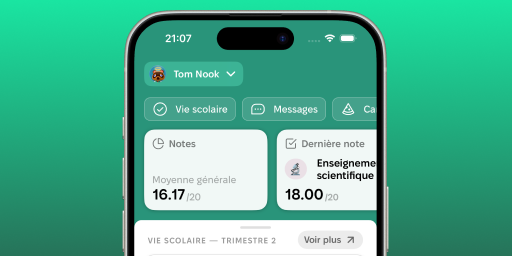 21:07
Tom Nook
Vie scolaire
Messages
Ca
Notes
Dernière note
Moyenne générale
16.17/20
Enseigneme
scientifique
18.00/20
VIE SCOLAIRE — TRIMESTRE 2
Voir plus